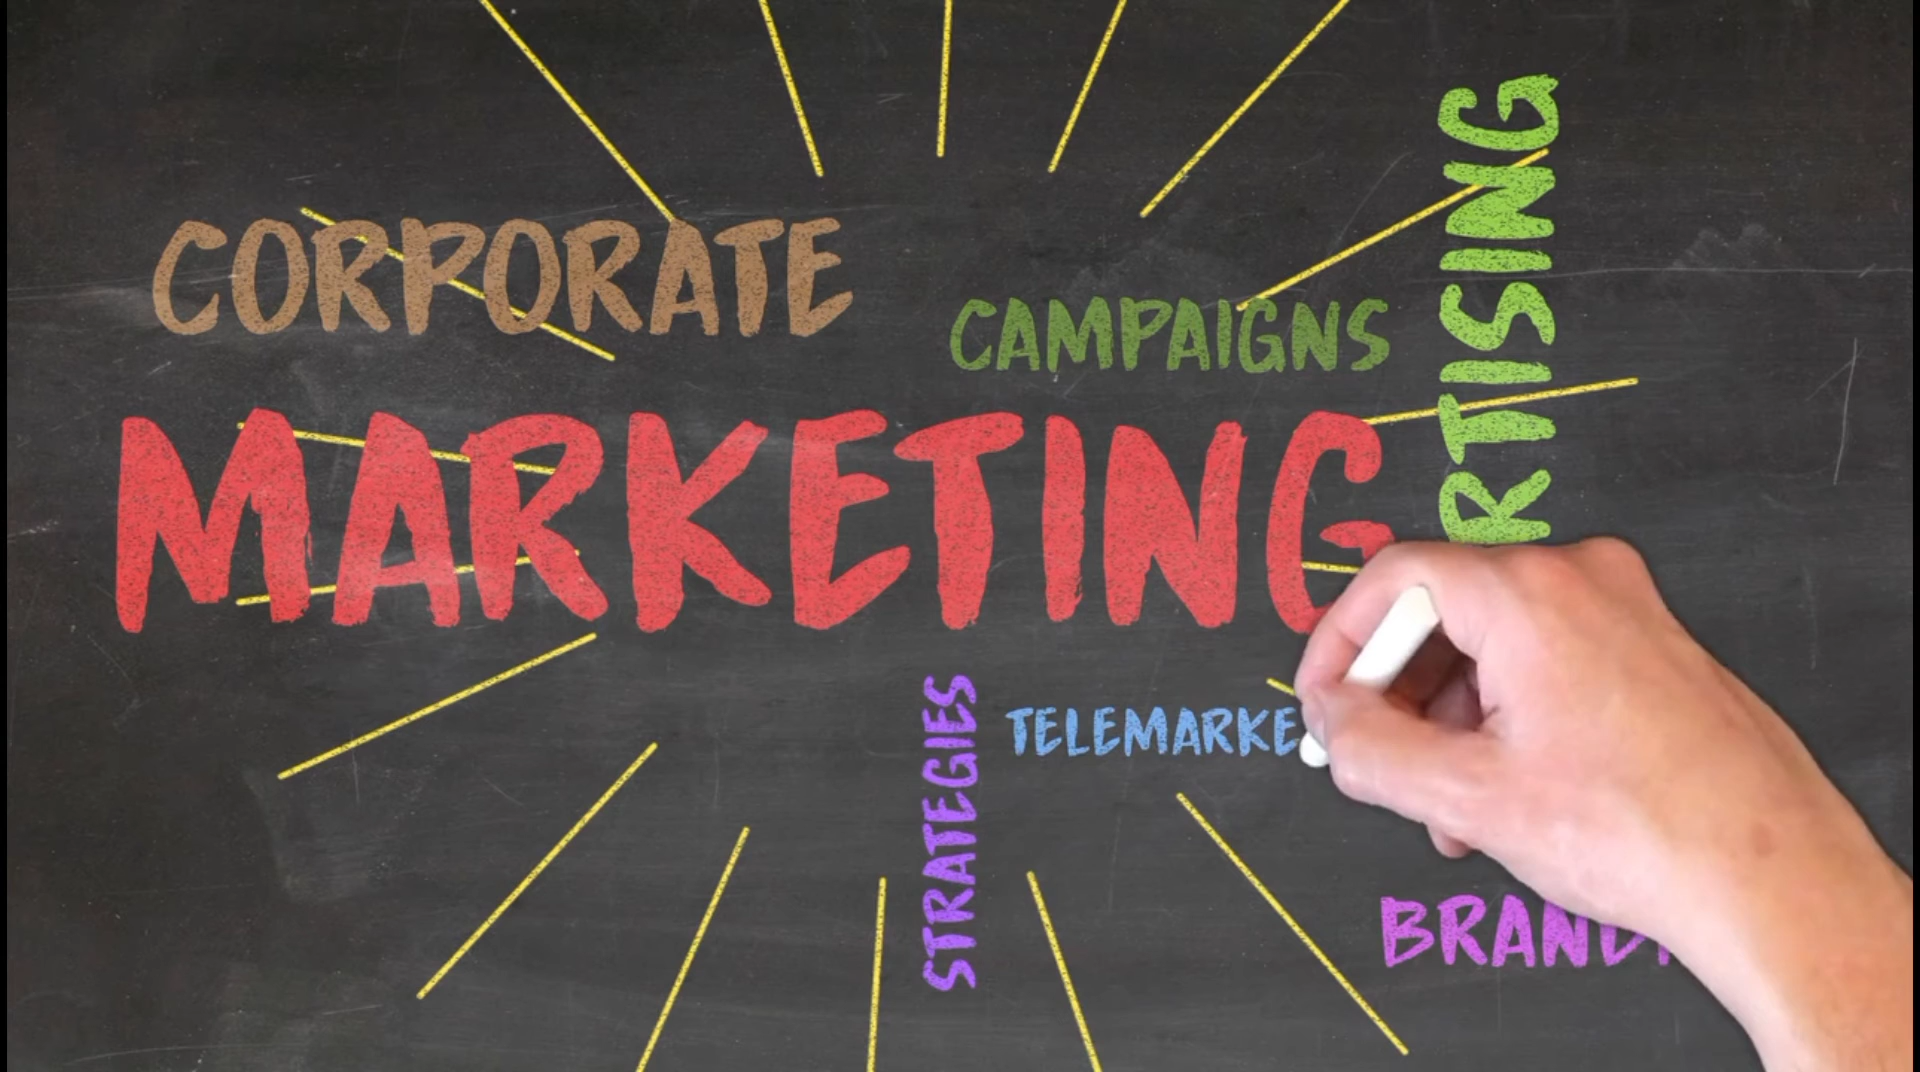 CORPORATE
CAMPAIGNS
RTISING
MARKETING
STRATEGIES
TELEMARKE
BRAND